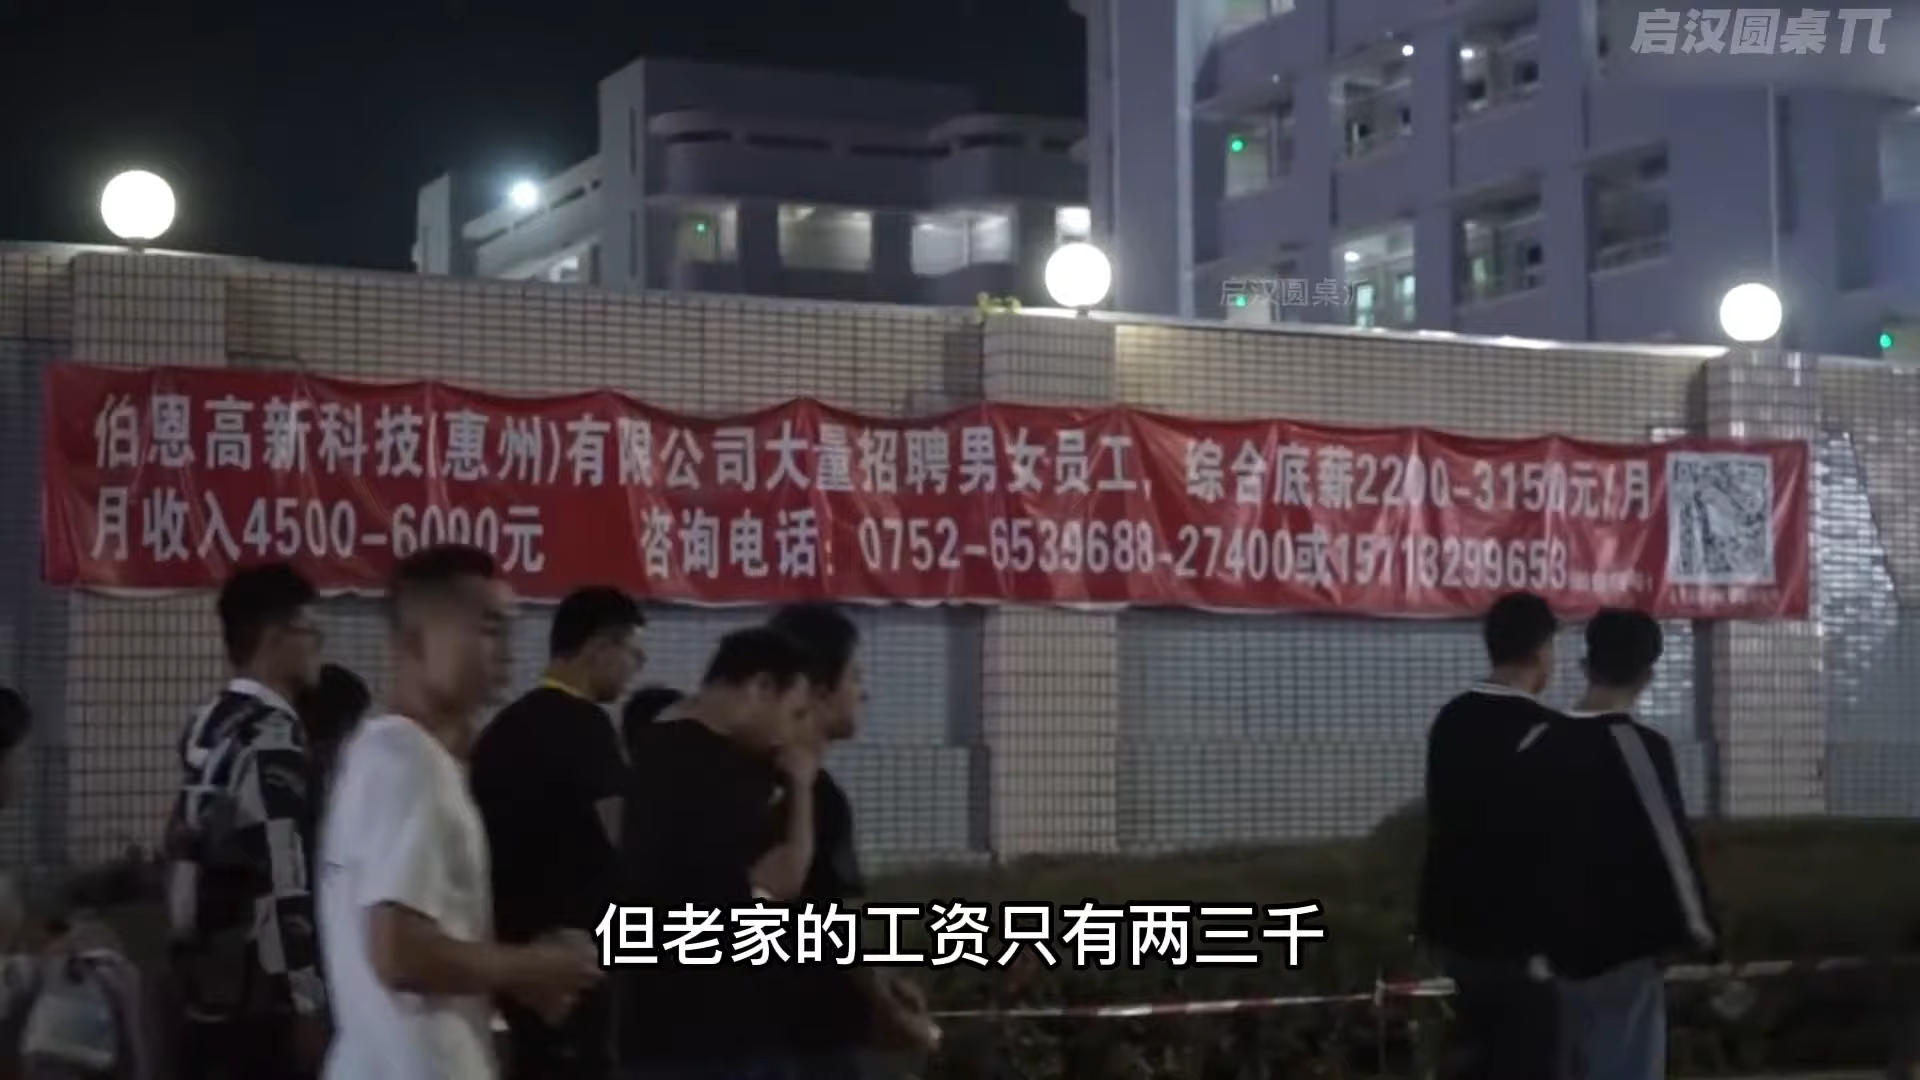 启汉圆桌π
启汉圆桌π
伯恩高新科技(惠州)有限公司大量招聘男女员工, 综合底薪2200-3150元/月
月收入4500-6000元 咨询电话: 0752-6539688-27400或15713299653
但老家的工资只有两三千